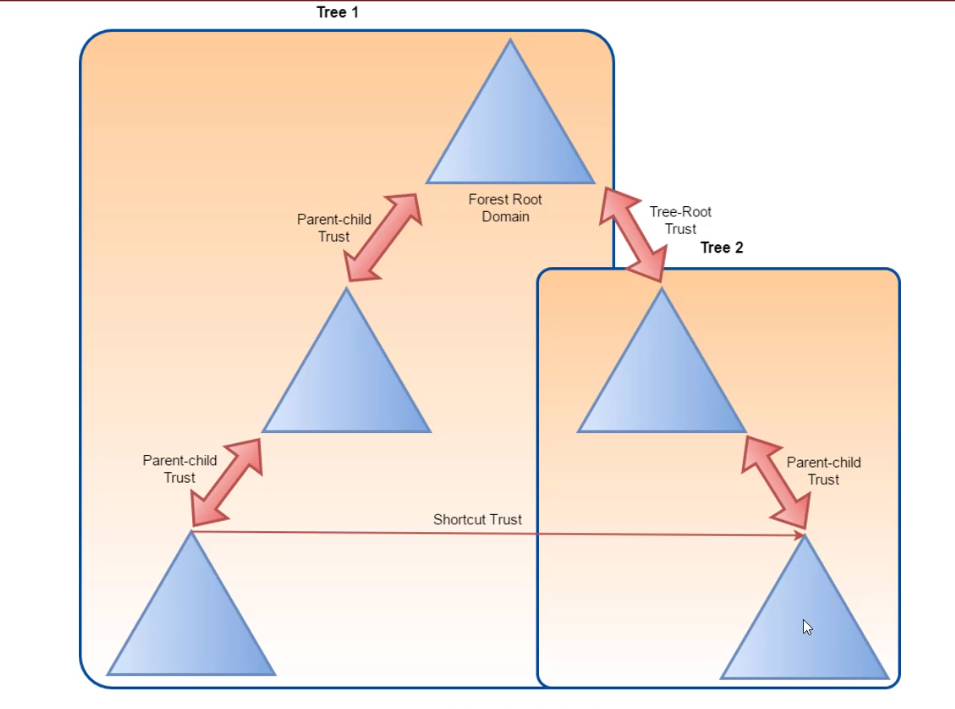 Tree 1
Forest Root
Domain
Parent-child
Trust
Tree-Root
Trust
Tree 2
Parent-child
Trust
Parent-child
Trust
Shortcut Trust